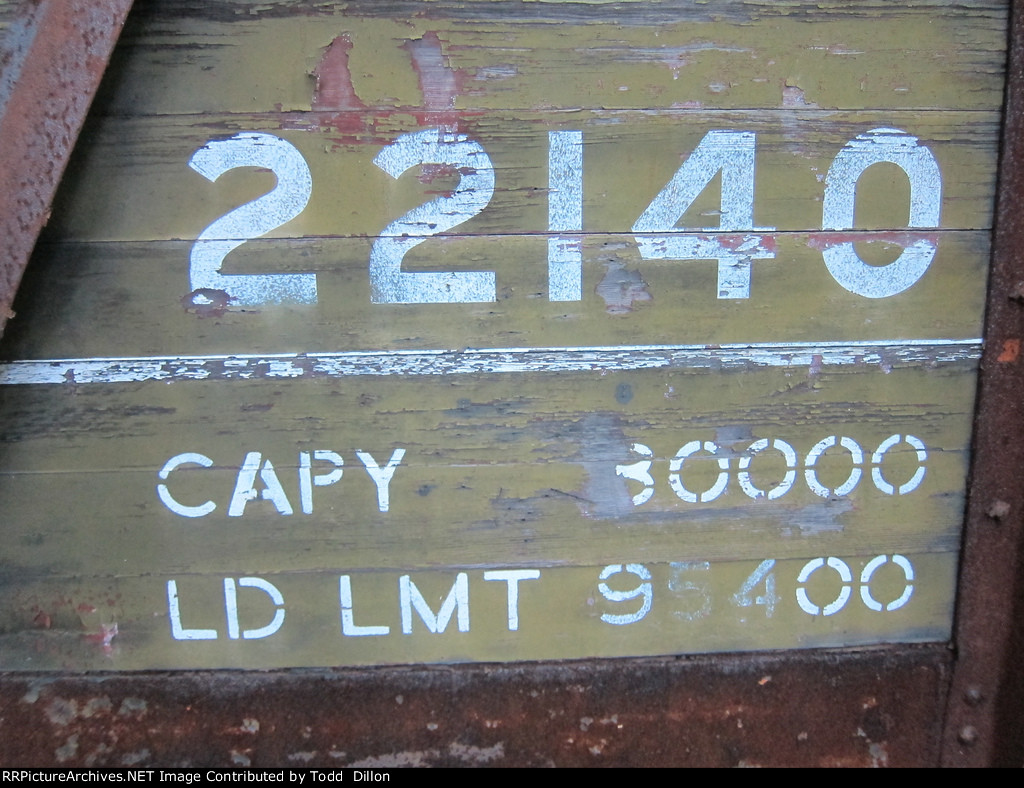 22140
CAPY 80000
LD LMT 95400
RRPictureArchives.NET Image Contributed by Todd Dillon